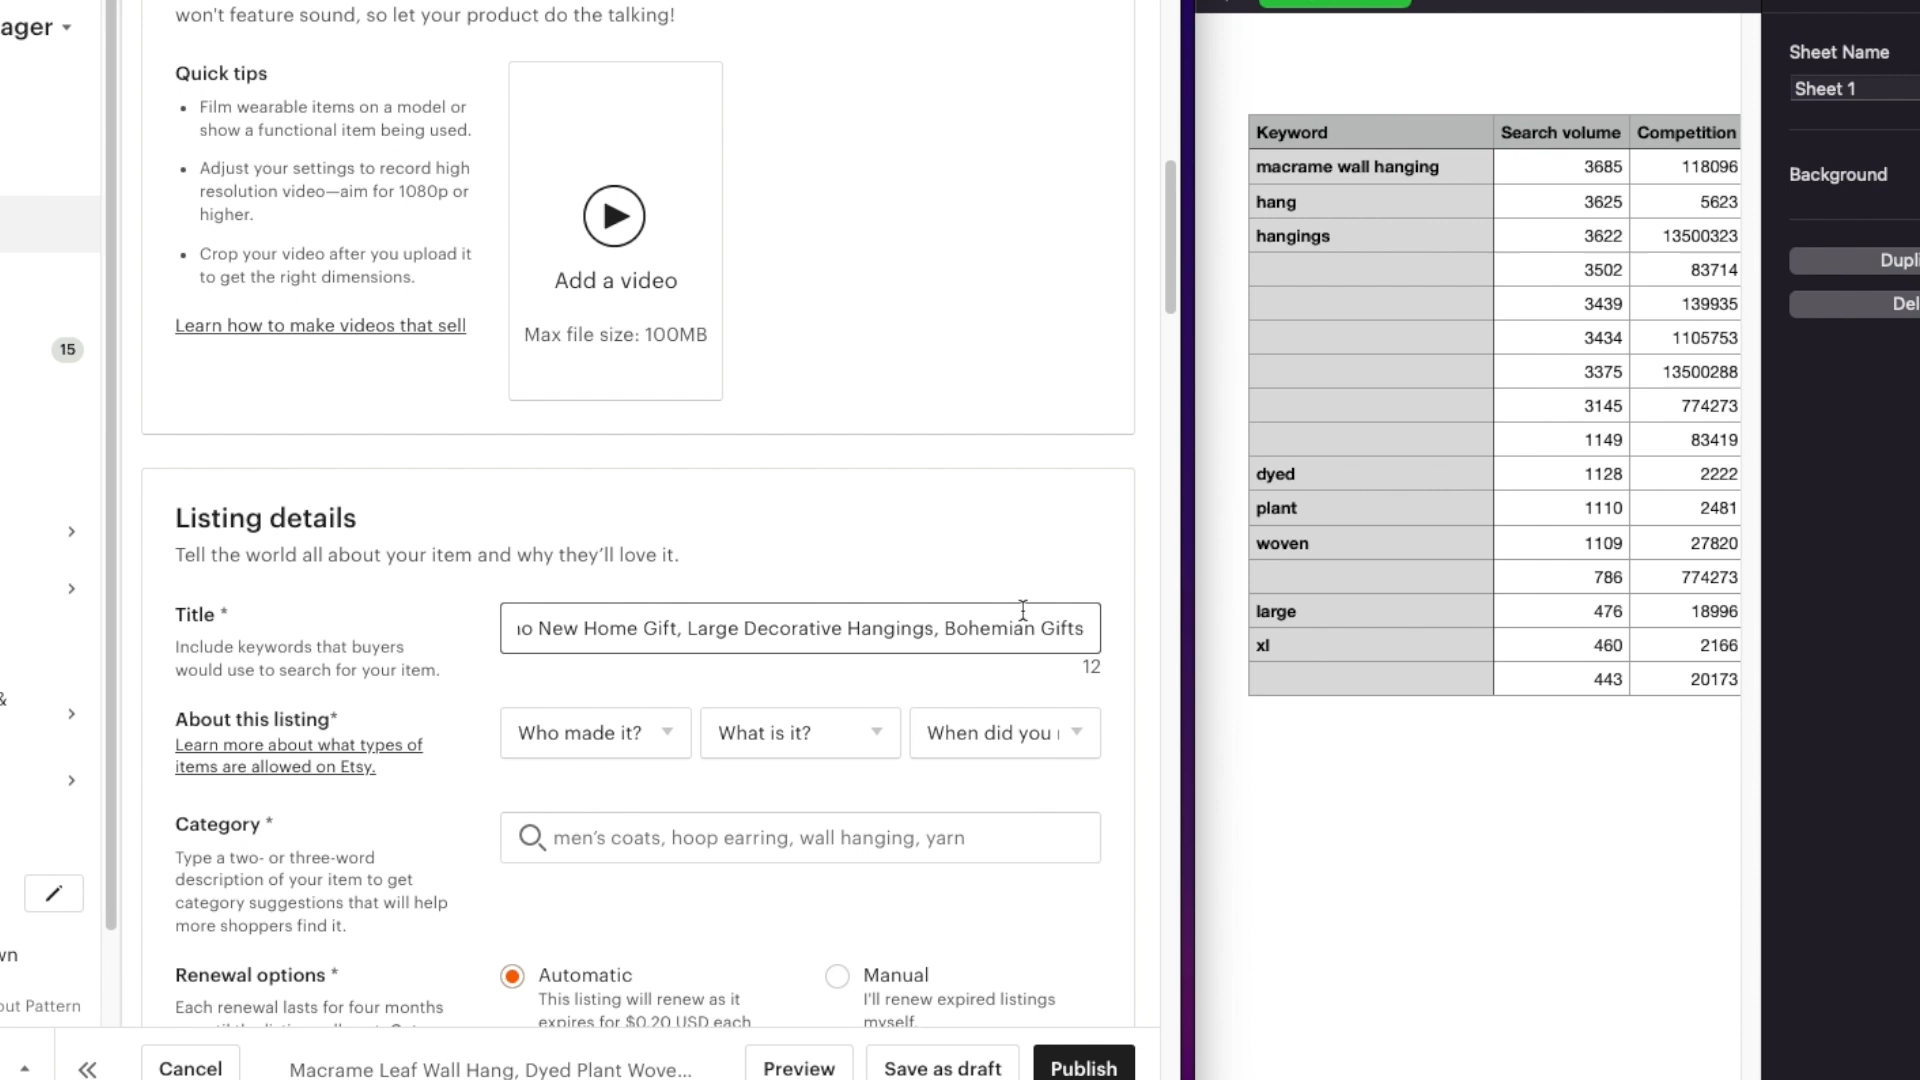 ager
won't feature sound, so let your product do the talking!
Quick tips
Film wearable items on a model or
show a functional item being used.
Adjust your settings to record high
resolution video—aim for 1080p or
higher.
Crop your video after you upload it
to get the right dimensions.
Learn how to make videos that sell
Add a video
Max file size: 100MB
15
Listing details
Tell the world all about your item and why they'll love it.
Title *
Include keywords that buyers
would use to search for your item.
no New Home Gift, Large Decorative Hangings, Bohemian Gifts
12
About this listing*
Learn more about what types of
items are allowed on Etsy.
Who made it?
What is it?
When did you
&
Category *
Type a two- or three-word
description of your item to get
category suggestions that will help
more shoppers find it.
men's coats, hoop earring, wall hanging, yarn
wn
out Pattern
Renewal options *
Each renewal lasts for four months
Automatic
This listing will renew as it
expires for $0.20 USD each
Manual
I'll renew expired listings
myself.
Cancel
Macrame Leaf Wall Hang, Dyed Plant Wove...
Preview
Save as draft
Publish
Keyword Search volume Competition
macrame wall hanging 3685 118096
hang 3625 5623
hangings 3622 13500323
3502 83714
3439 139935
3434 1105753
3375 13500288
3145 774273
1149 83419
dyed 1128 2222
plant 1110 2481
woven 1109 27820
786 774273
large 476 18996
xl 460 2166
443 20173
Sheet Name
Sheet 1
Background
Dupli
Del